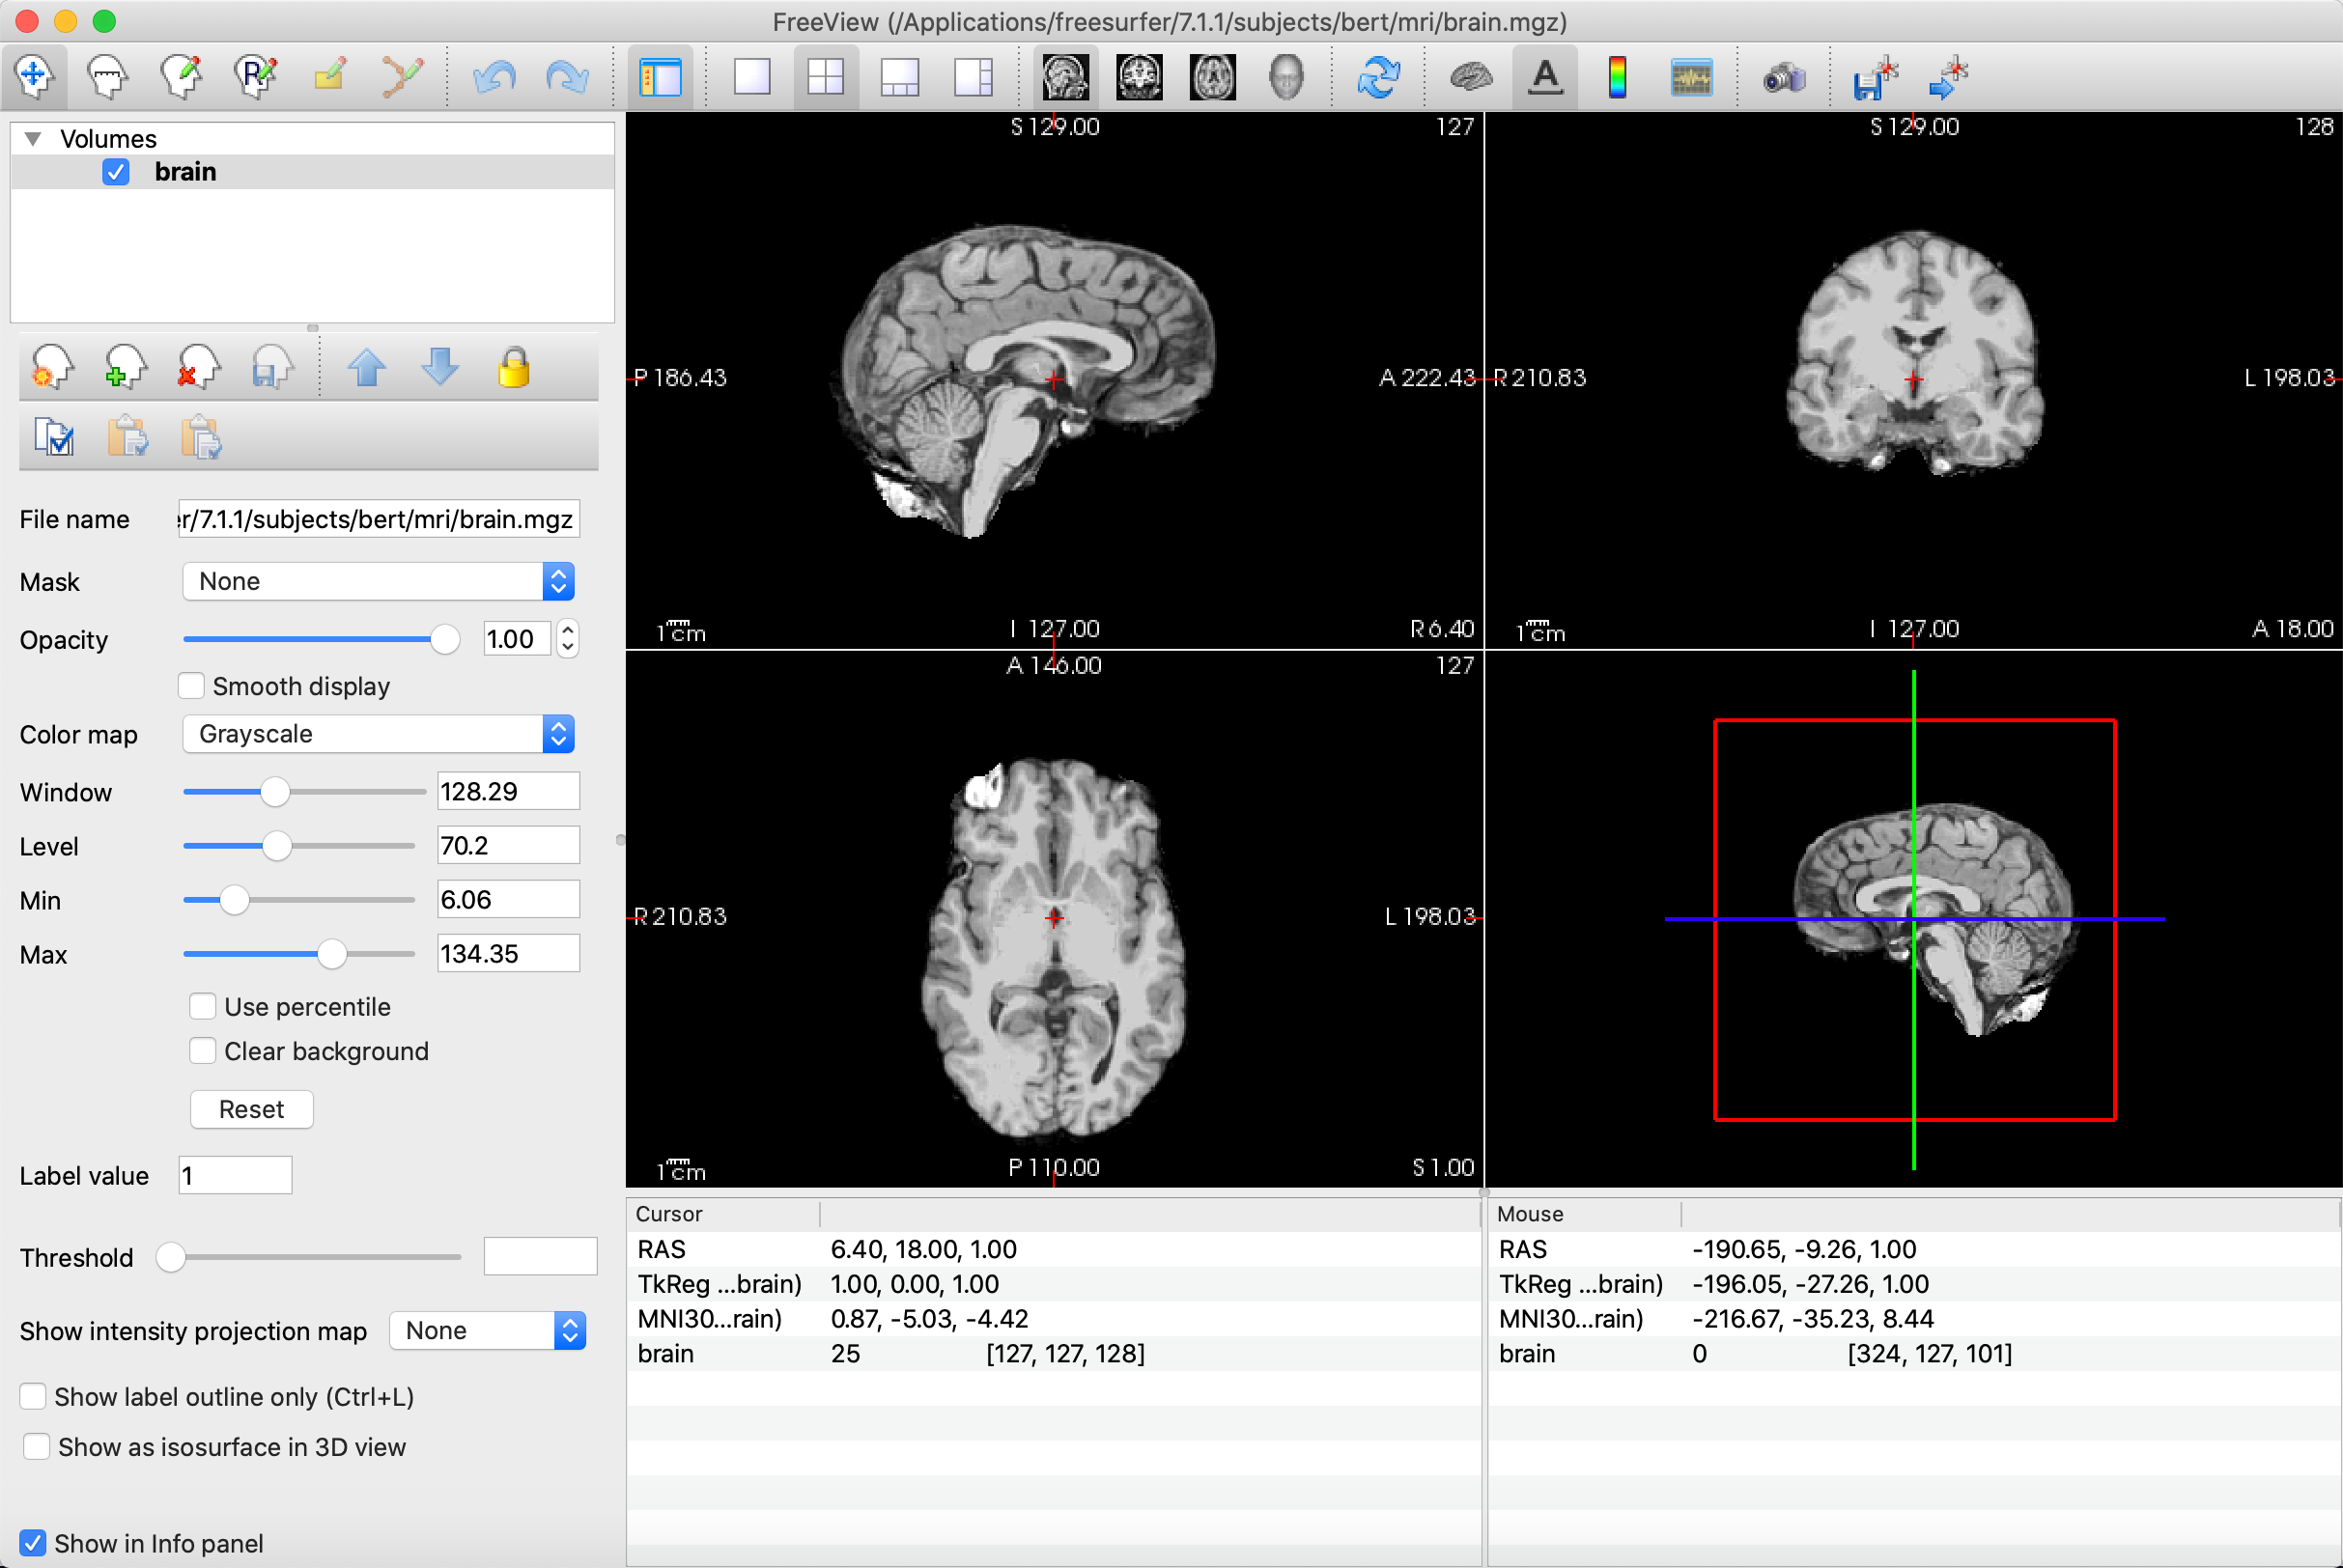 FreeView (/Applications/freesurfer/7.1.1/subjects/bert/mri/brain.mgz)
R
A
Volumes
brain
File name
er/7.1.1/subjects/bert/mri/brain.mgz
Mask
None
Opacity
1.00
Smooth display
Color map
Grayscale
Window
128.29
Level
70.2
Min
6.06
Max
134.35
Use percentile
Clear background
Reset
Label value
1
Threshold
Show intensity projection map
None
Show label outline only (Ctrl+L)
Show as isosurface in 3D view
Show in Info panel
S 129.00
127
P 186.43
A 222.43
1 cm
I 127.00
R 6.40
S 129.00
128
R 210.83
L 198.03
1 cm
I 127.00
A 18.00
A 146.00
127
R 210.83
L 198.03
1 cm
P 110.00
S 1.00
Cursor
RAS 6.40, 18.00, 1.00
TkReg ...brain) 1.00, 0.00, 1.00
MNI30...rain) 0.87, -5.03, -4.42
brain 25 [127, 127, 128]
Mouse
RAS -190.65, -9.26, 1.00
TkReg ...brain) -196.05, -27.26, 1.00
MNI30...rain) -216.67, -35.23, 8.44
brain 0 [324, 127, 101]